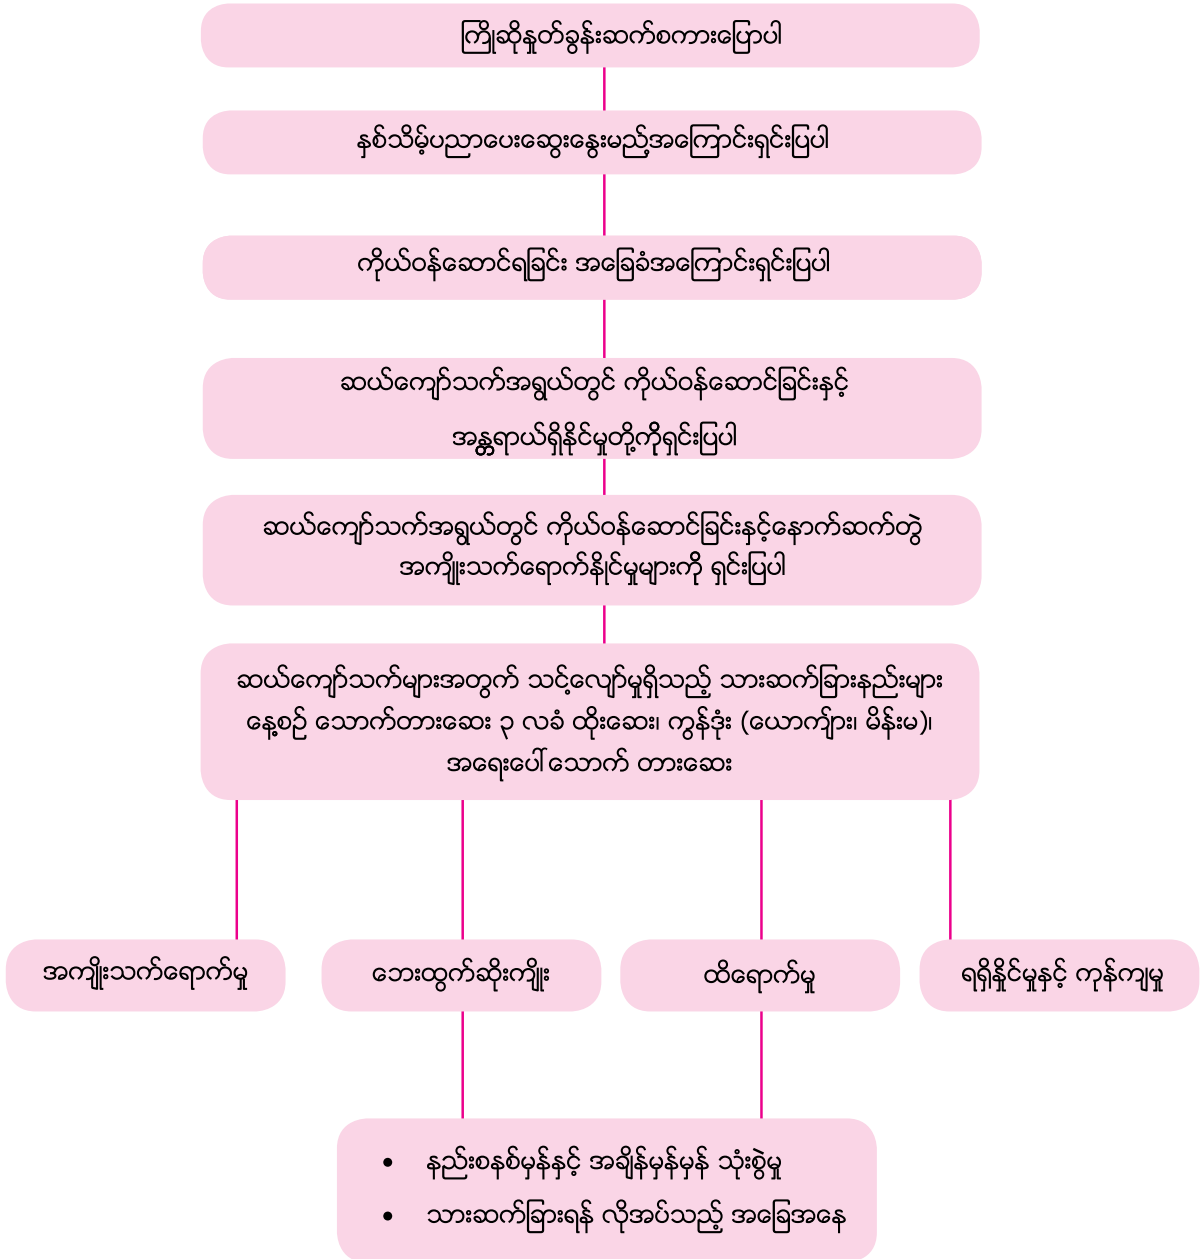 ကြိုဆိုနှုတ်ခွန်းဆက်စကားပြောပါ
နှစ်သိမ့်ပညာပေးဆွေးနွေးမည့်အကြောင်းရှင်းပြပါ
ကိုယ်ဝန်ဆောင်ရခြင်း အခြေခံအကြောင်းရှင်းပြပါ
ဆယ်ကျော်သက်အရွယ်တွင် ကိုယ်ဝန်ဆောင်ခြင်းနှင့်
အန္တရာယ်ရှိနိုင်မှုတို့ကိုရှင်းပြပါ
ဆယ်ကျော်သက်အရွယ်တွင် ကိုယ်ဝန်ဆောင်ခြင်းနှင့်နောက်ဆက်တွဲ
အကျိုးသက်ရောက်နိုင်မှုများကို ရှင်းပြပါ
ဆယ်ကျော်သက်များအတွက် သင့်လျော်မှုရှိသည့် သားဆက်ခြားနည်းများ
နေ့စဉ် သောက်တားဆေး ၃ လခံ ထိုးဆေး၊ ကွန်ဒုံး (ယောကျ်ား၊ မိန်းမ)၊
အရေးပေါ်သောက် တားဆေး
အကျိုးသက်ရောက်မှု
ဘေးထွက်ဆိုးကျိုး
ထိရောက်မှု
ရရှိနိုင်မှုနှင့် ကုန်ကျမှု
• နည်းစနစ်မှန်နှင့် အချိန်မှန်မှန် သုံးစွဲမှု
• သားဆက်ခြားရန် လိုအပ်သည့် အခြေအနေ